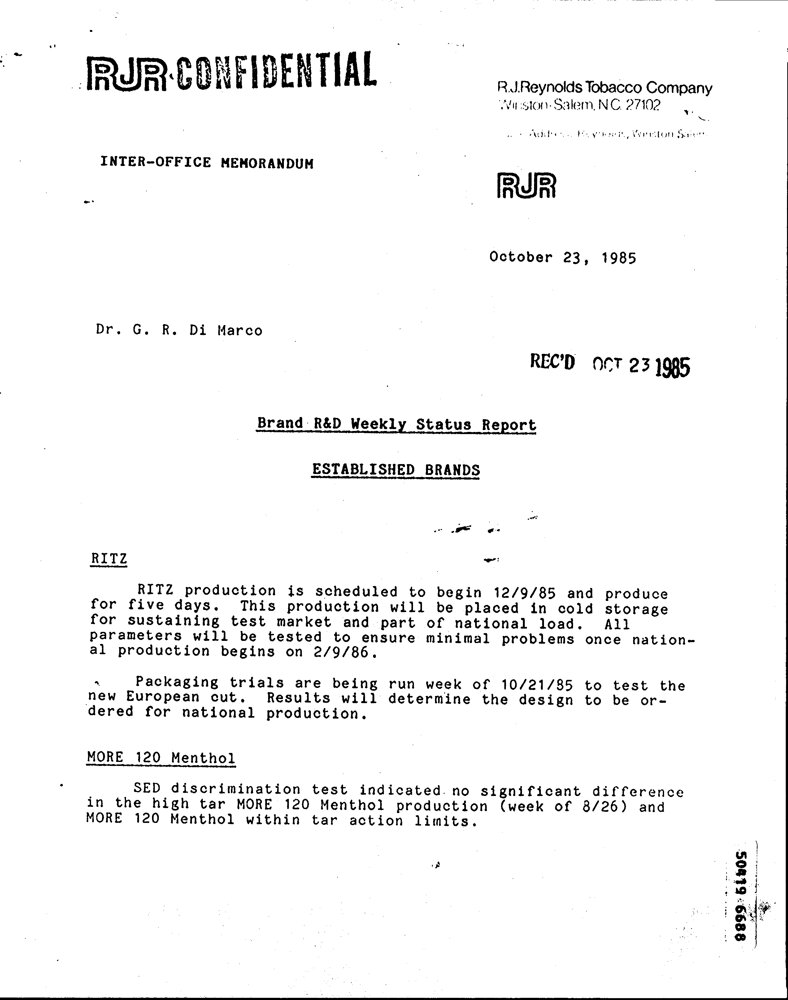 RJR CONFIDENTIAL
R.J.Reynolds Tobacco Company
Winston-Salem, N.C. 27102
INTER-OFFICE MEMORANDUM
RJR
October 23, 1985
Dr. G. R. Di Marco
REC'D OCT 23 1985
Brand R&D Weekly Status Report
ESTABLISHED BRANDS
RITZ
RITZ production is scheduled to begin 12/9/85 and produce
for five days. This production will be placed in cold storage
for sustaining test market and part of national load. All
parameters will be tested to ensure minimal problems once nation-
al production begins on 2/9/86.
Packaging trials are being run week of 10/21/85 to test the
new European cut. Results will determine the design to be or-
dered for national production.
MORE 120 Menthol
SED discrimination test indicated no significant difference
in the high tar MORE 120 Menthol production (week of 8/26) and
MORE 120 Menthol within tar action limits.
50419 6688